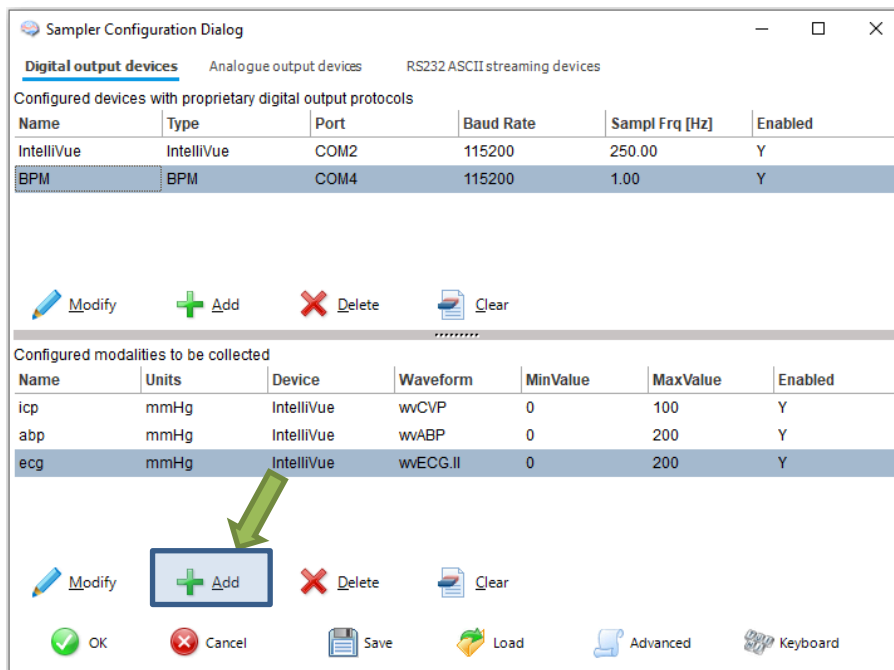 Sampler Configuration Dialog
Digital output devices Analogue output devices RS232 ASCII streaming devices
Configured devices with proprietary digital output protocols
Name Type Port Baud Rate Sampl Frq [Hz] Enabled
IntelliVue IntelliVue COM2 115200 250.00 Y
BPM BPM COM4 115200 1.00 Y
Modify Add Delete Clear
Configured modalities to be collected
Name Units Device Waveform MinValue MaxValue Enabled
icp mmHg IntelliVue wvCVP 0 100 Y
abp mmHg IntelliVue wvABP 0 200 Y
ecg mmHg IntelliVue wvECG.II 0 200 Y
Modify Add Delete Clear
OK Cancel Save Load Advanced Keyboard